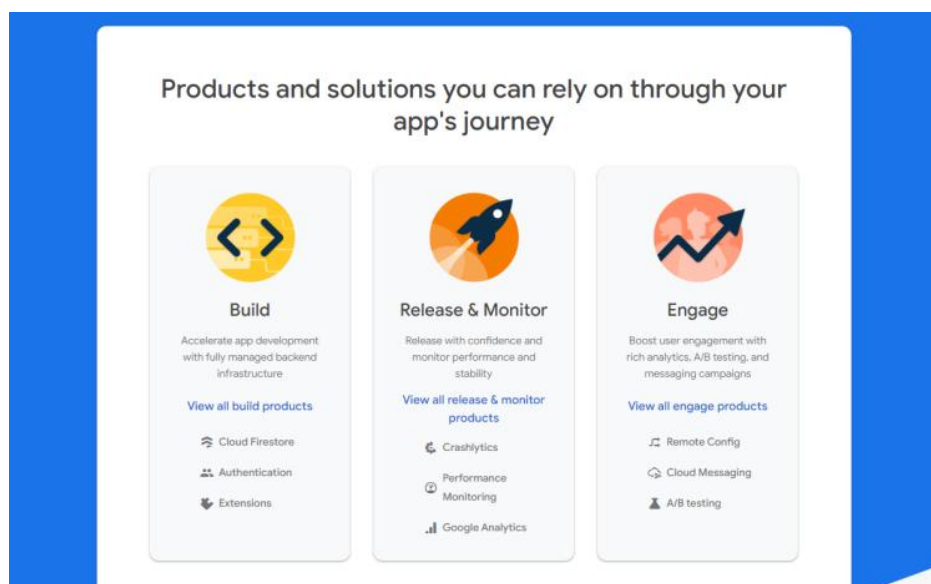 Products and solutions you can rely on through your
app's journey
Build
Accelerate app development
with fully managed backend
infrastructure
View all build products
Cloud Firestore
Authentication
Extensions
Release & Monitor
Release with confidence and
monitor performance and
stability
View all release & monitor
products
Crashlytics
Performance
Monitoring
Google Analytics
Engage
Boost user engagement with
rich analytics, A/B testing, and
messaging campaigns
View all engage products
Remote Config
Cloud Messaging
A/B testing